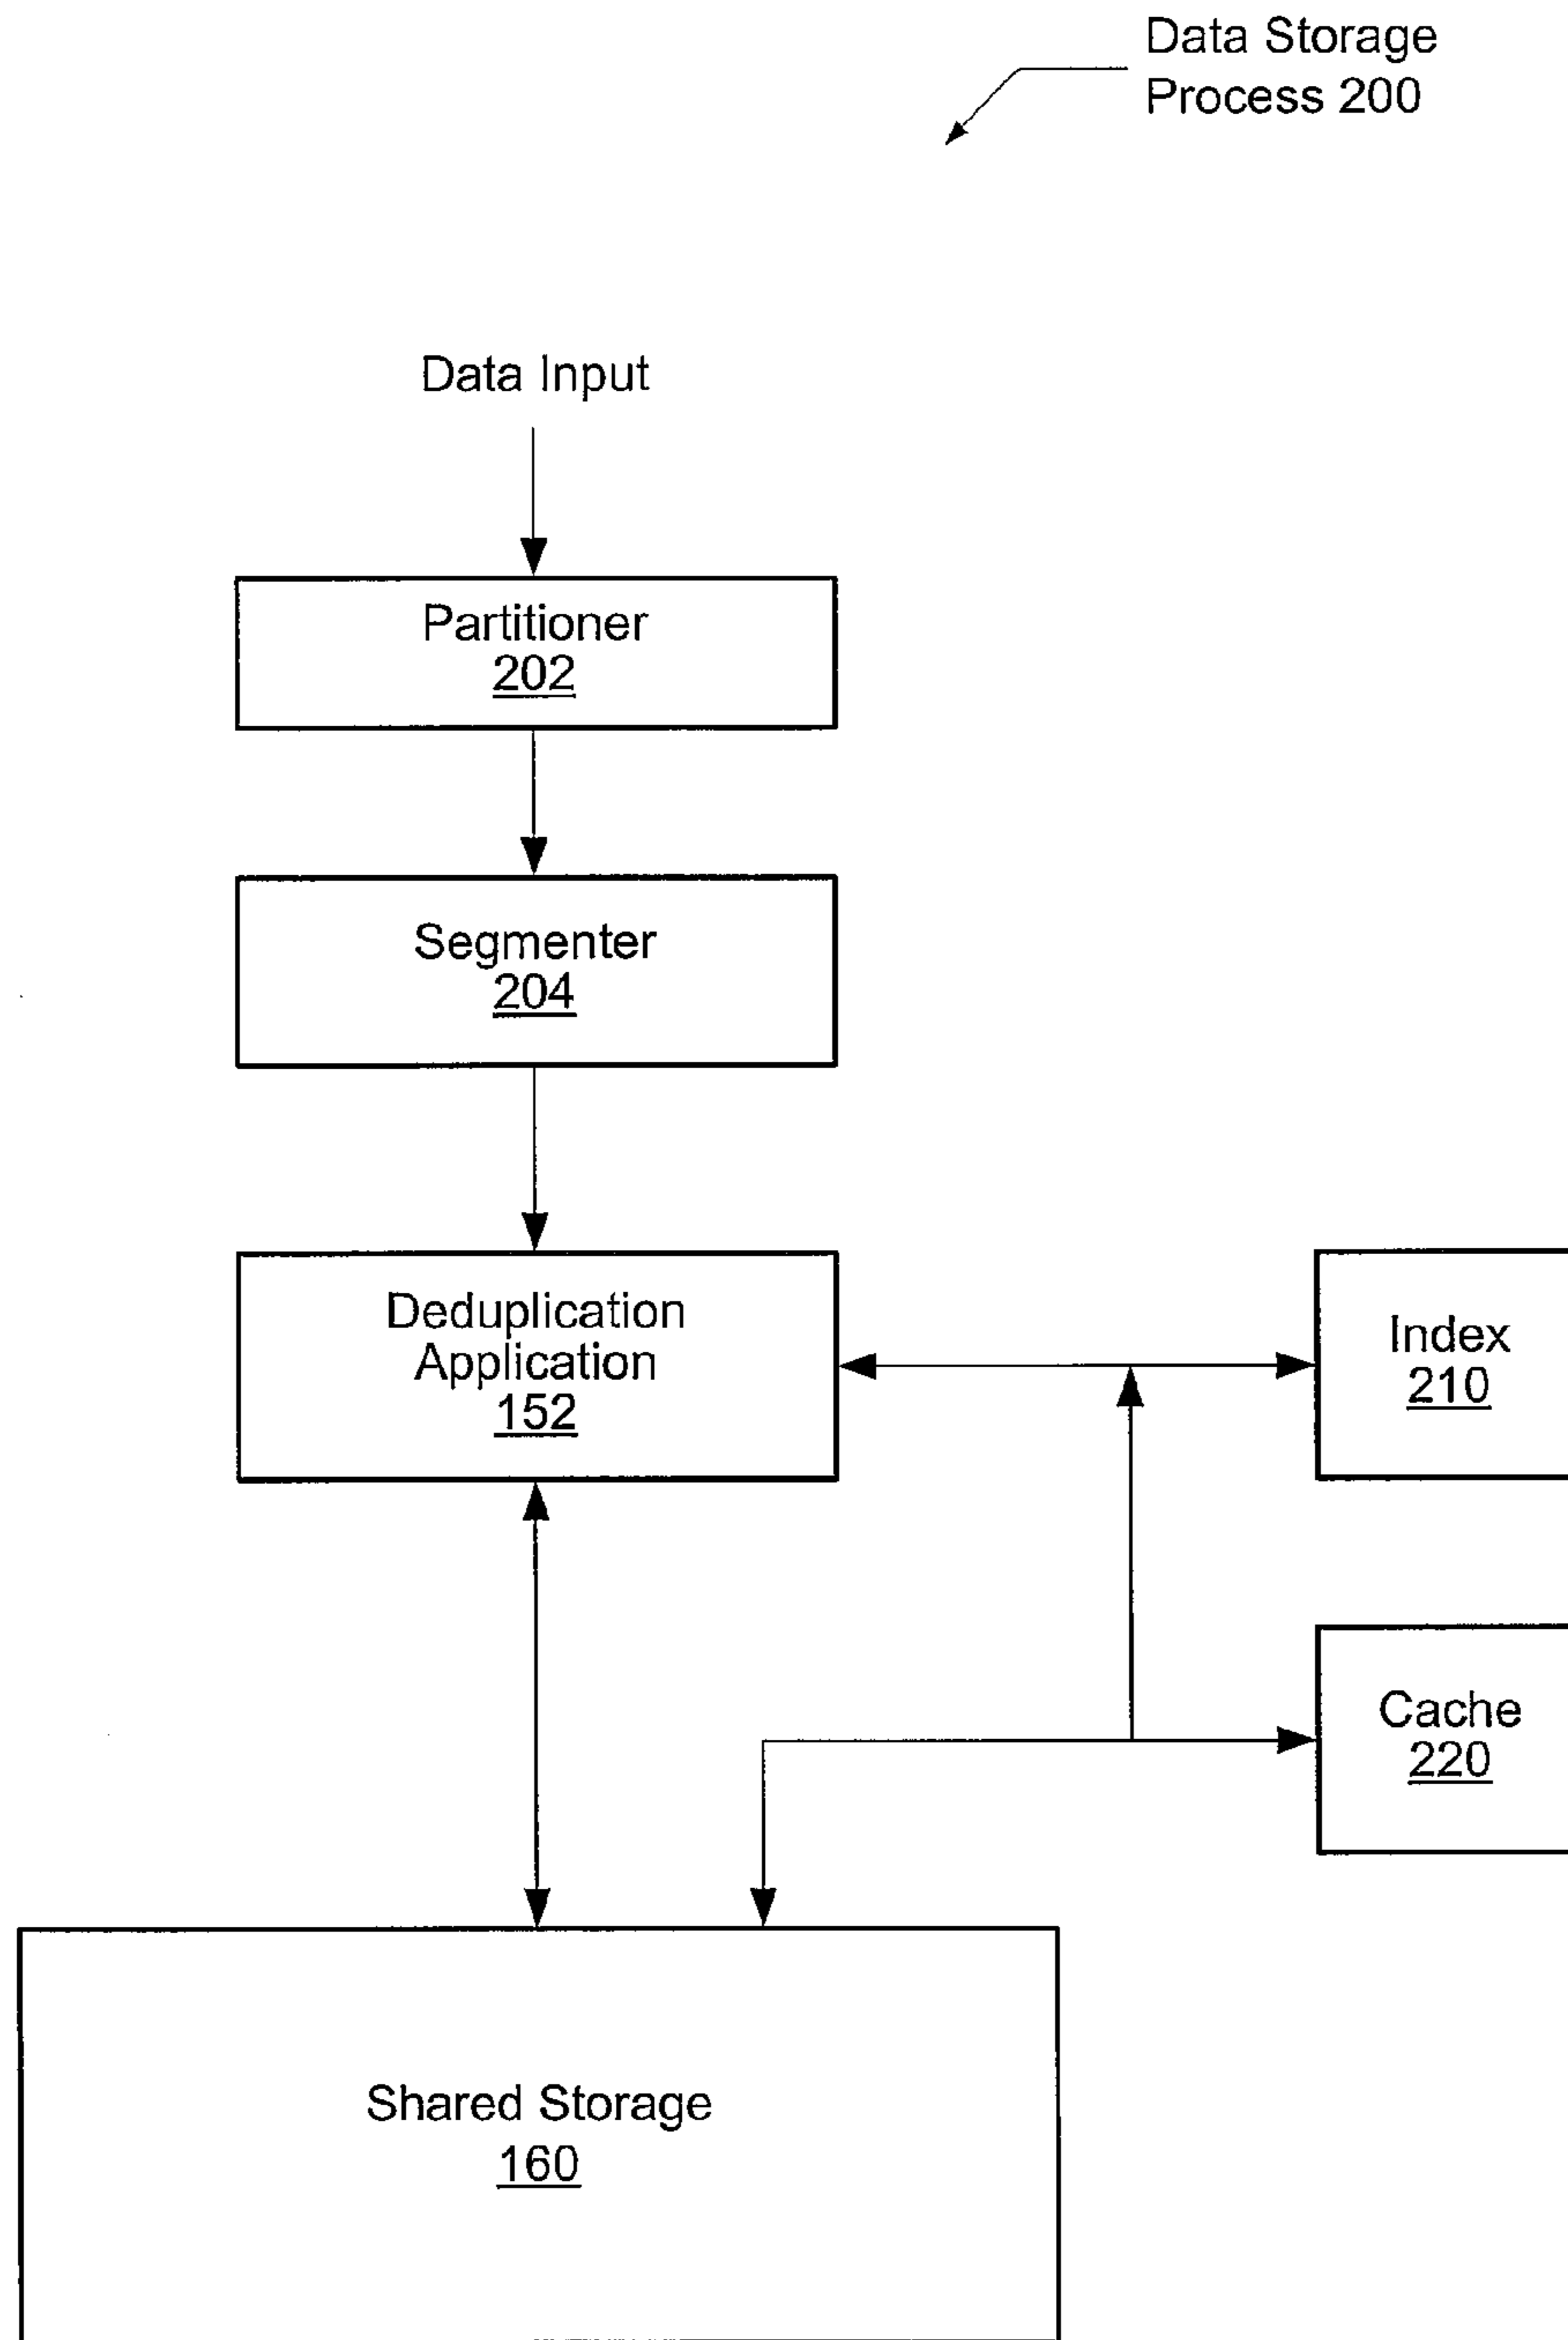 Data Storage
Process 200
Data Input
Partitioner
202
Segmenter
204
Deduplication
Application
152
Index
210
Cache
220
Shared Storage
160